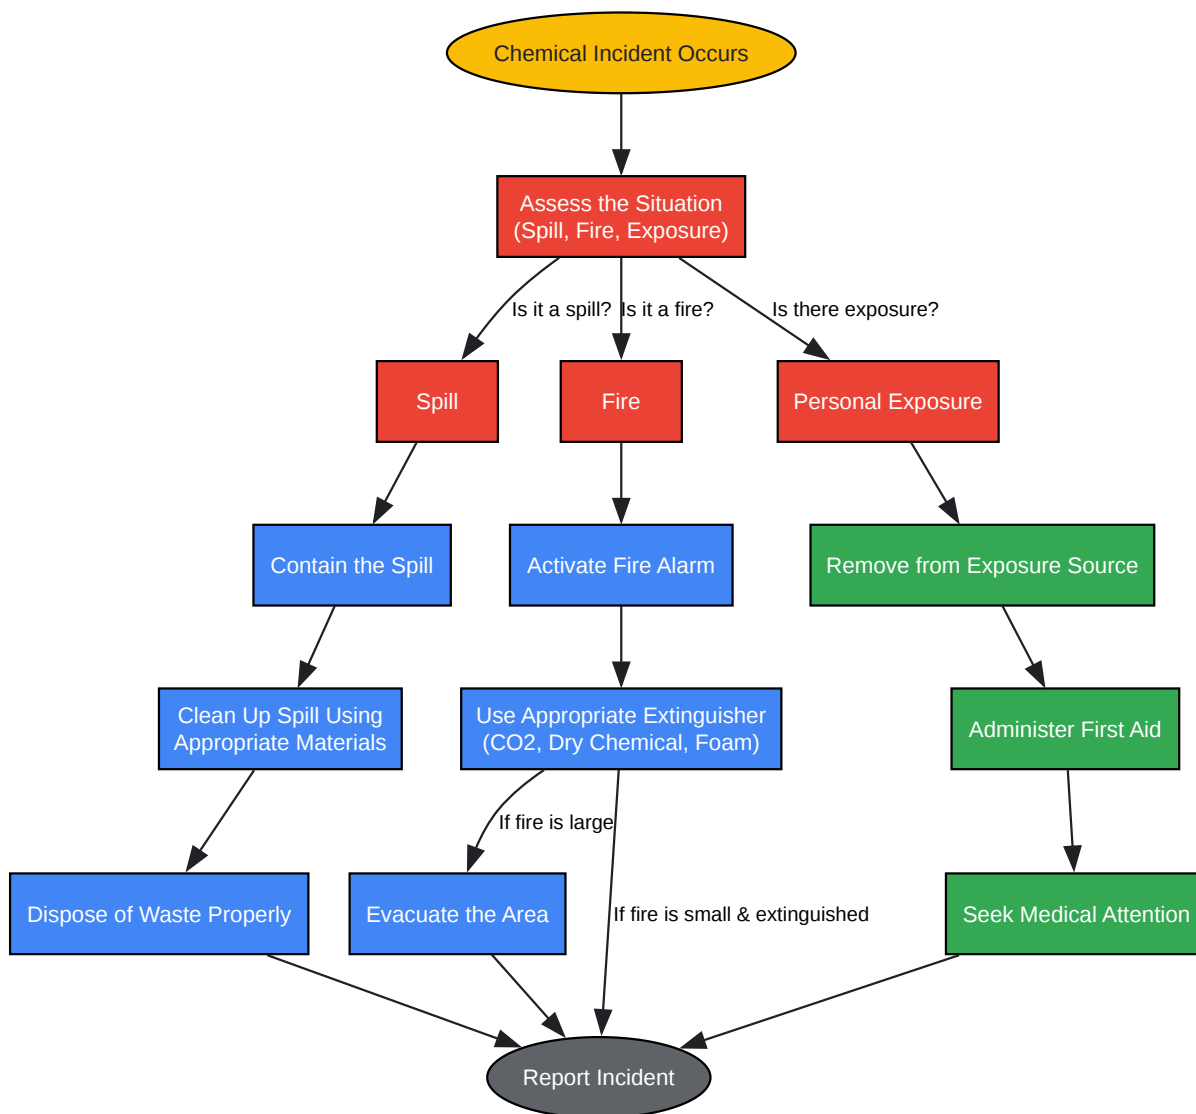 Chemical Incident Occurs
Assess the Situation
(Spill, Fire, Exposure)
Is it a spill?
Is it a fire?
Is there exposure?
Spill
Fire
Personal Exposure
Contain the Spill
Activate Fire Alarm
Remove from Exposure Source
Clean Up Spill Using
Appropriate Materials
Use Appropriate Extinguisher
(CO2, Dry Chemical, Foam)
Administer First Aid
If fire is large
Dispose of Waste Properly
Evacuate the Area
If fire is small & extinguished
Seek Medical Attention
Report Incident